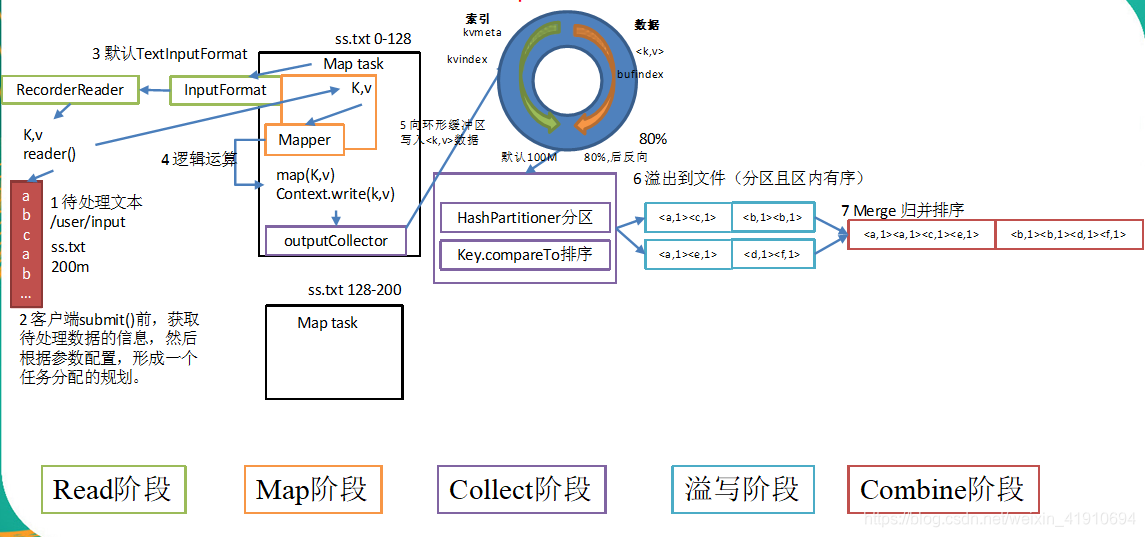 ss.txt 0-128
3 默认TextInputFormat
Map task
RecorderReader
InputFormat
K,v
Mapper
K,v
reader()
4 逻辑运算
map(K,v)
Context.write(k,v)
outputCollector
a
b
c
a
b
...
1 待处理文本
/user/input
ss.txt
200m
2 客户端submit()前，获取
待处理数据的信息，然后
根据参数配置，形成一个
任务分配的规划。
ss.txt 128-200
Map task
索引
kvmeta
kvindex
数据
<k,v>
bufindex
5 向环形缓冲区
写入<k,v>数据
80%
默认100M
80%,后反向
HashPartitioner分区
Key.compareTo排序
6 溢出到文件（分区且区内有序）
<a,1><c,1>
<b,1><b,1>
<a,1><e,1>
<d,1><f,1>
7 Merge 归并排序
<a,1><a,1><c,1><e,1>
<b,1><b,1><d,1><f,1>
Read阶段
Map阶段
Collect阶段
溢写阶段
Combine阶段
https://blog.csdn.net/weixin_41910694